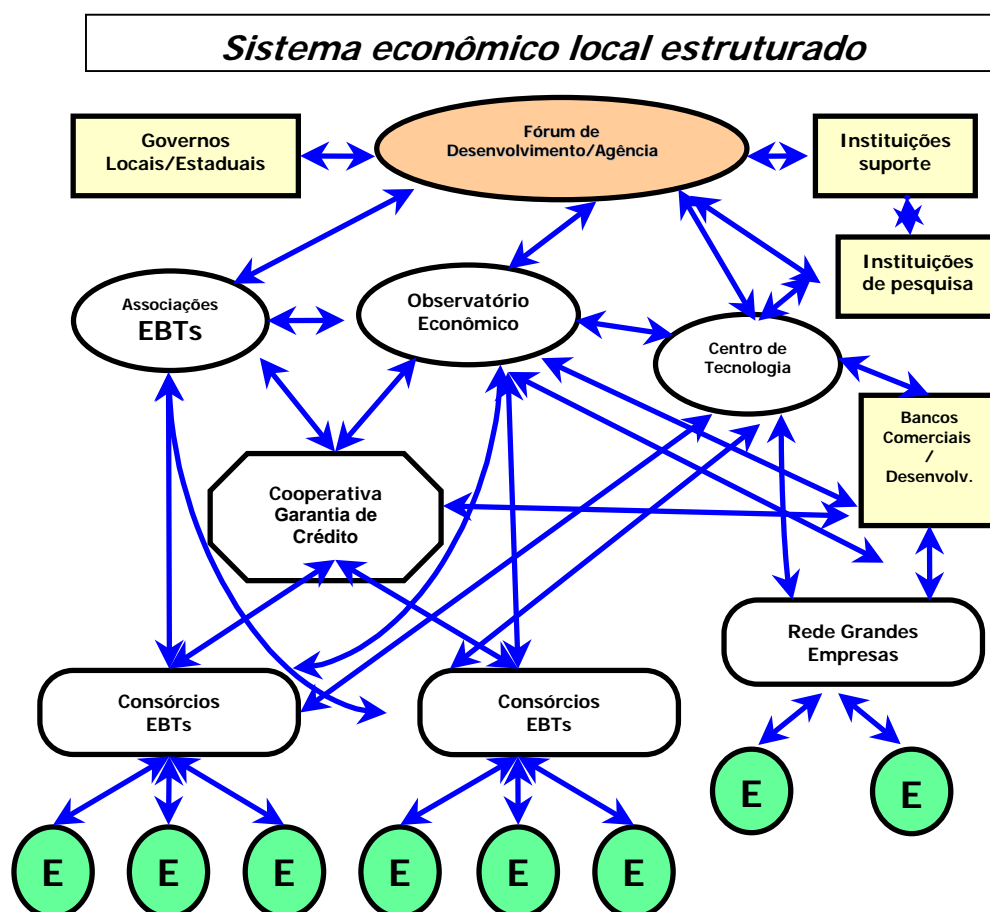 Sistema econômico local estruturado
Governos
Locais/Estaduais
Fórum de
Desenvolvimento/Agência
Instituições
suporte
Instituições
de pesquisa
Associações
EBTs
Observatório
Econômico
Centro de
Tecnologia
Bancos
Comerciais
/
Desenvolv.
Cooperativa
Garantia de
Crédito
Rede Grandes
Empresas
Consórcios
EBTs
Consórcios
EBTs
E
E
E
E
E
E
E
E